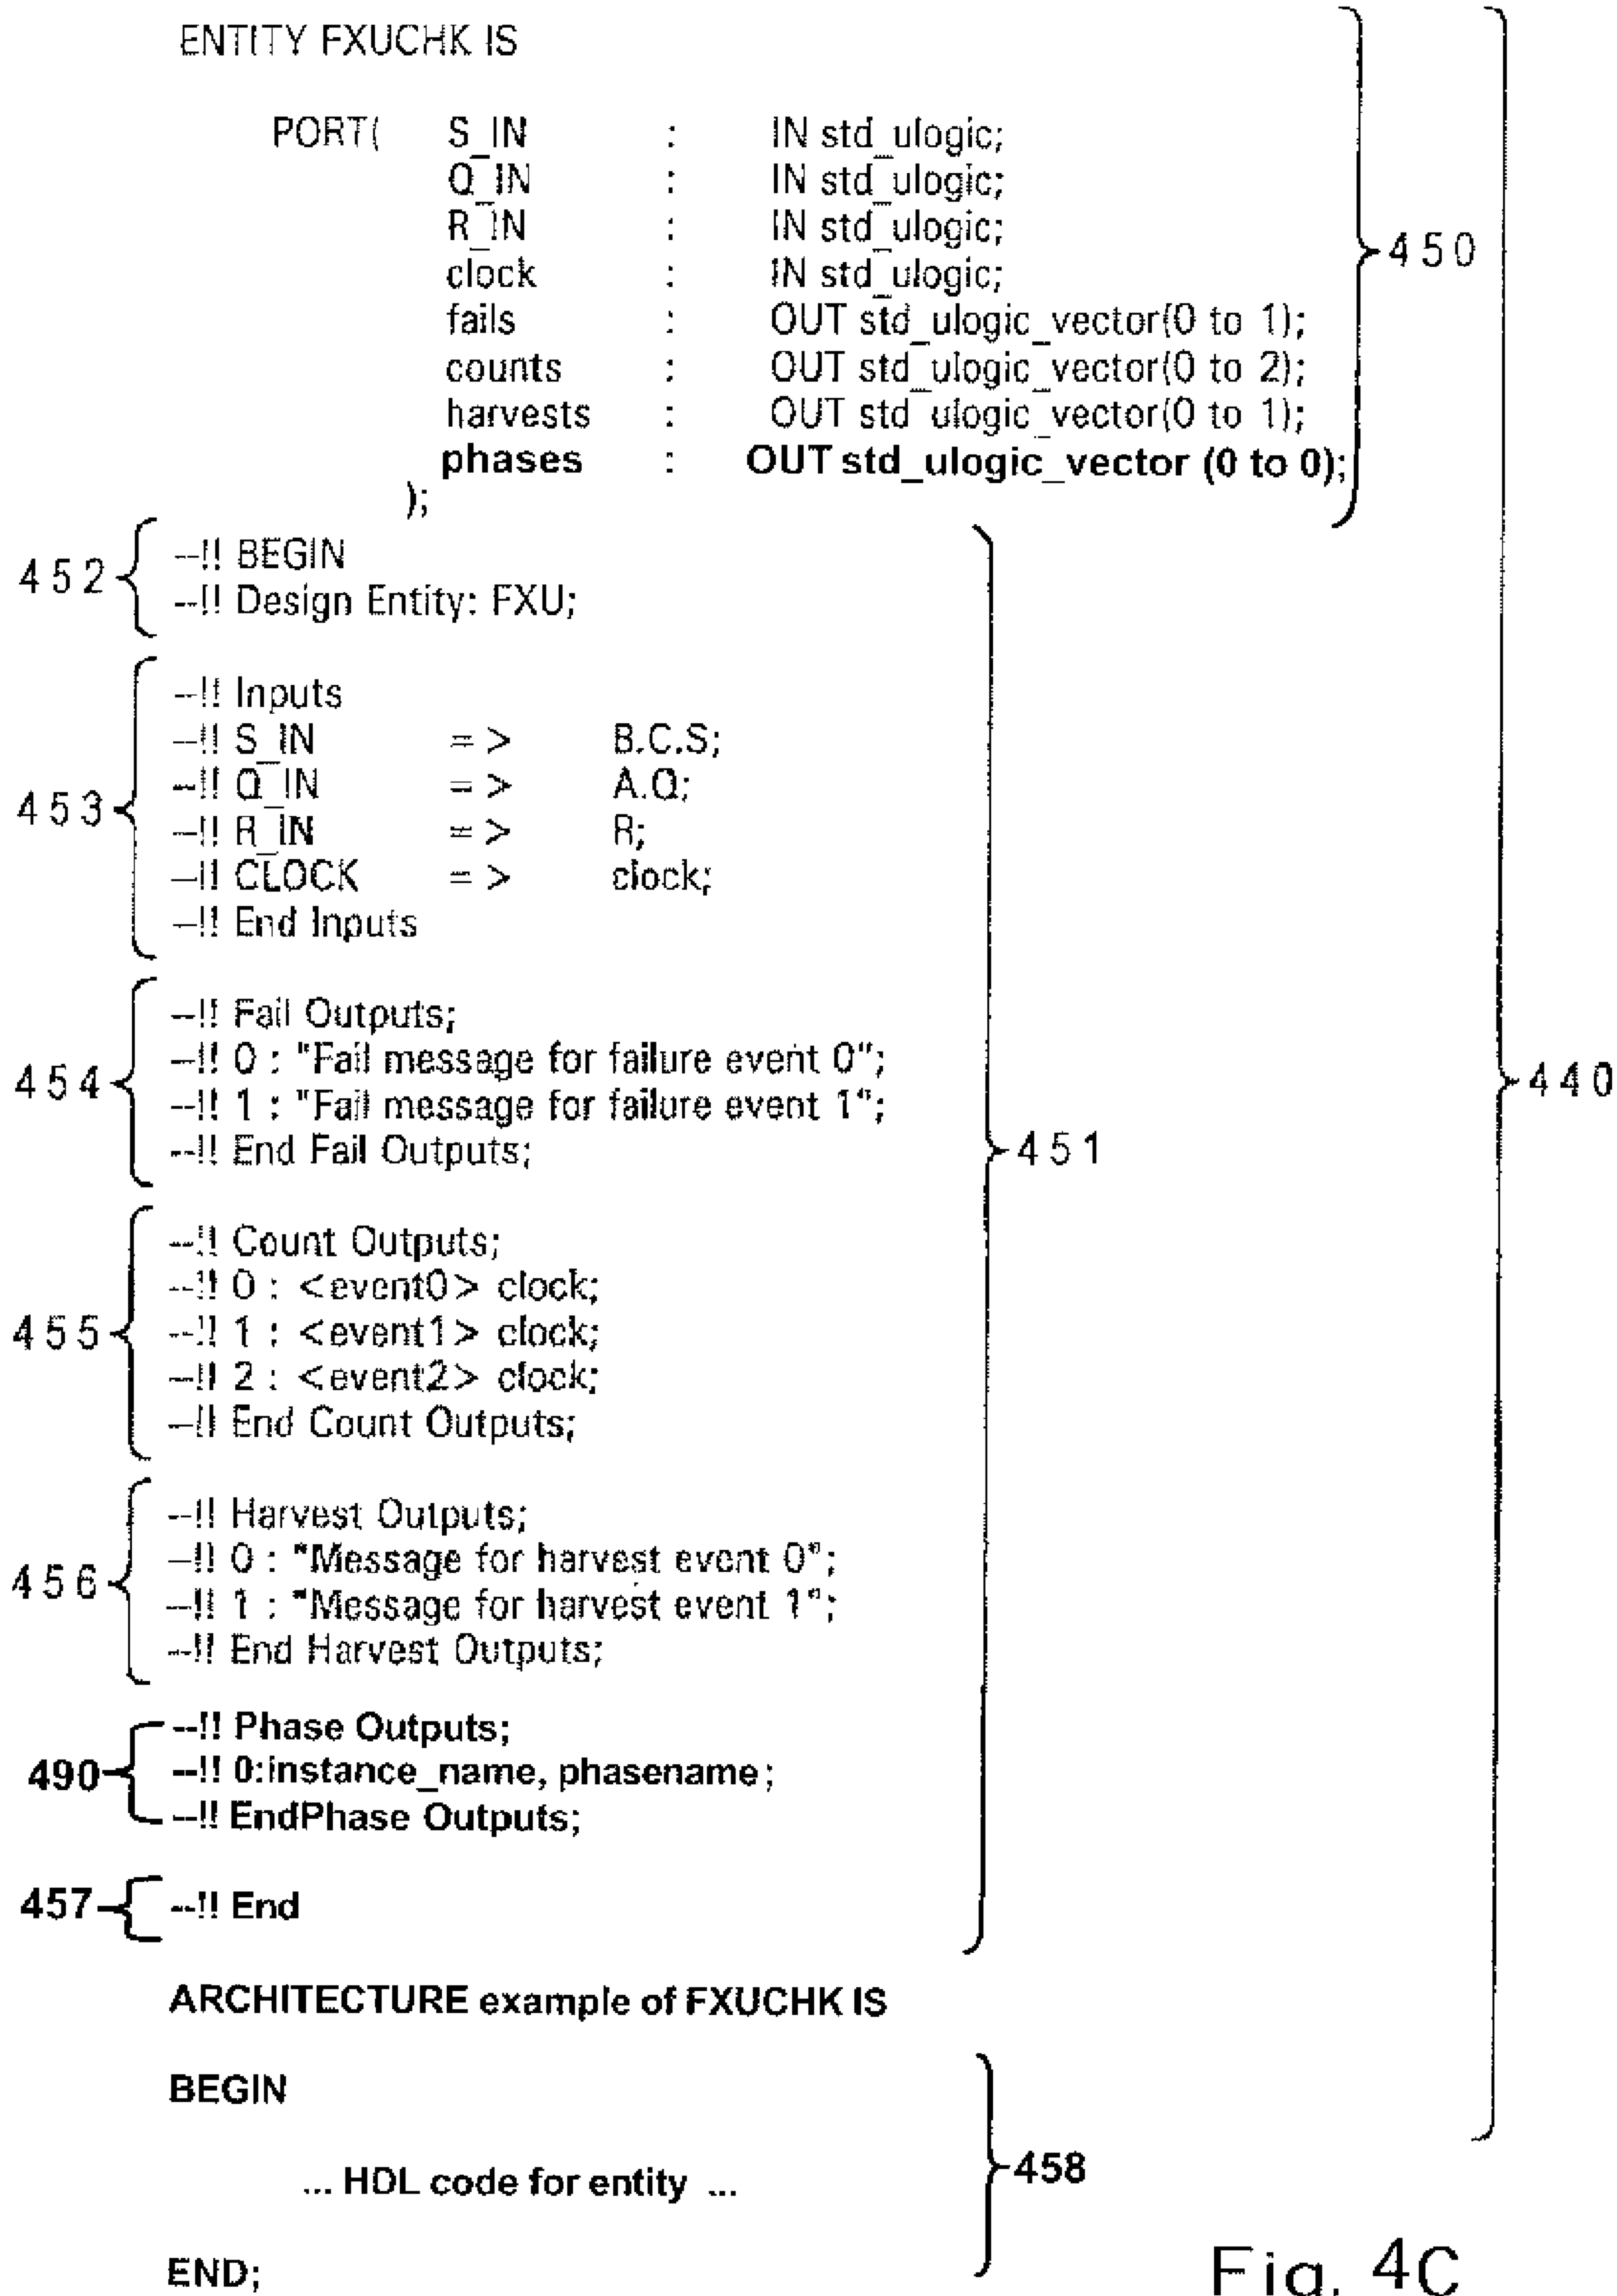 ENTITY FXUCHK IS
PORT( S_IN : IN std_ulogic;
Q_IN : IN std_ulogic;
R_IN : IN std_ulogic;
clock : IN std_ulogic;
fails : OUT std_ulogic_vector(0 to 1);
counts : OUT std_ulogic_vector(0 to 2);
harvests : OUT std_ulogic_vector(0 to 1);
phases : OUT std_ulogic_vector (0 to 0);
);
450
452
--!! BEGIN
--!! Design Entity: FXU;
453
--!! Inputs
--!! S_IN = > B.C.S;
--!! Q_IN = > A.Q;
--!! R_IN = > R;
--!! CLOCK = > clock;
--!! End Inputs
454
--!! Fail Outputs;
--!! 0 : "Fail message for failure event 0";
--!! 1 : "Fail message for failure event 1";
--!! End Fail Outputs;
451
440
455
--!! Count Outputs;
--!! 0 : <event0> clock;
--!! 1 : <event1> clock;
--!! 2 : <event2> clock;
--!! End Count Outputs;
456
--!! Harvest Outputs;
--!! 0 : "Message for harvest event 0";
--!! 1 : "Message for harvest event 1";
--!! End Harvest Outputs;
490
--!! Phase Outputs;
--!! 0:instance_name, phasename;
--!! EndPhase Outputs;
457
--!! End
ARCHITECTURE example of FXUCHK IS
BEGIN
... HDL code for entity ...
458
END;
Fig. 4C